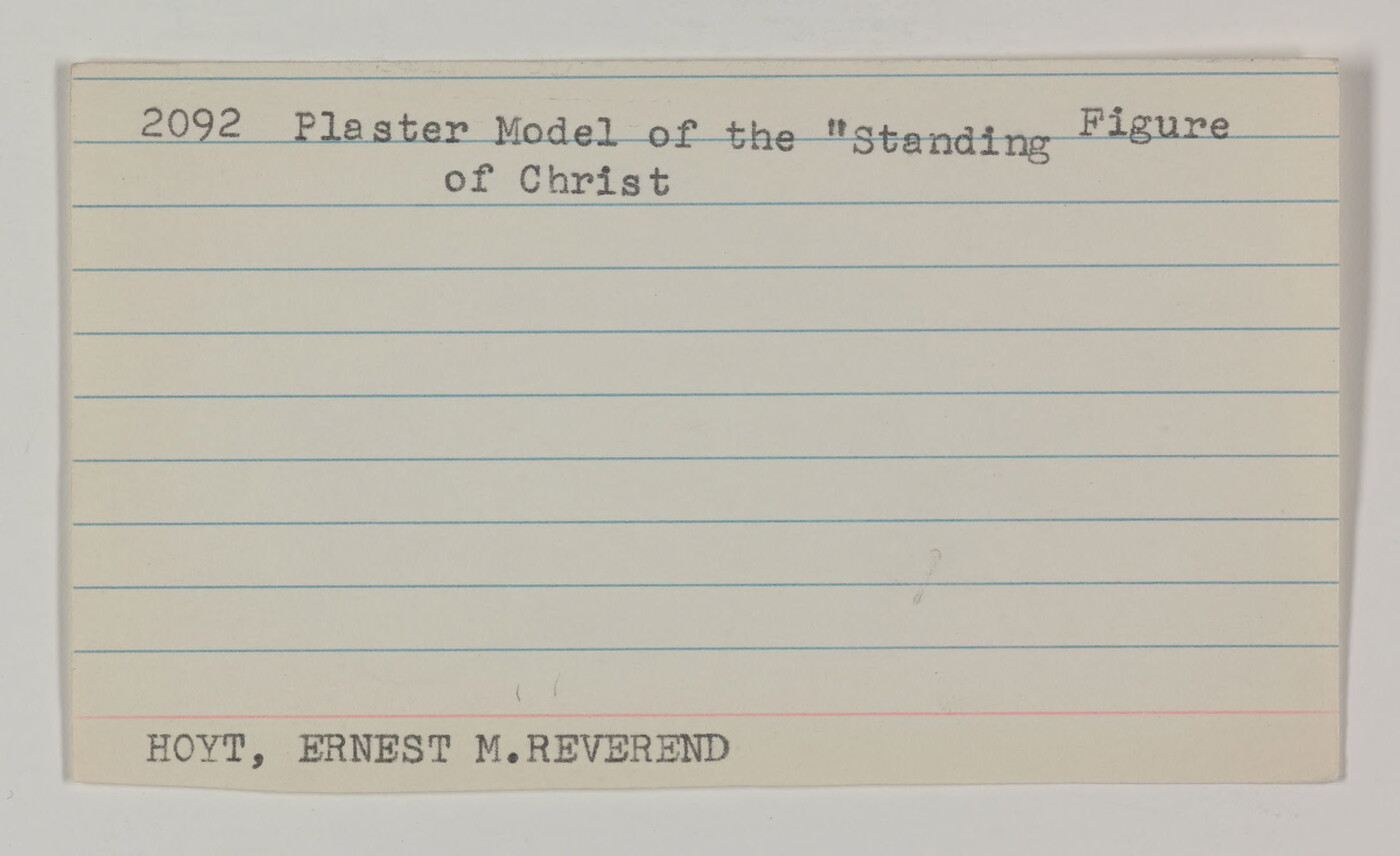 2092 Plaster Model of the "Standing Figure
of Christ
HOYT, ERNEST M.REVEREND